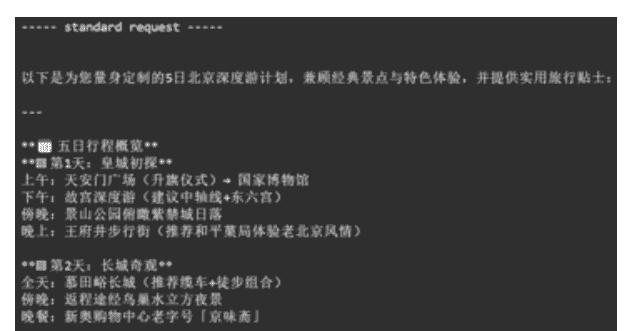 ----- standard request -----
以下是为您量身定制的5日北京深度游计划，兼顾经典景点与特色体验，并提供实用旅行贴士：
---
** 五日行程概览**
** 第1天：皇城初探**
上午：天安门广场（升旗仪式）→ 国家博物馆
下午：故宫深度游（建议中轴线+东六宫）
傍晚：景山公园俯瞰紫禁城日落
晚上：王府井步行街（推荐和平菓局体验老北京风情）
** 第2天：长城奇观**
全天：慕田峪长城（推荐缆车+徒步组合）
傍晚：返程途经鸟巢水立方夜景
晚餐：新奥购物中心老字号「京味斋」